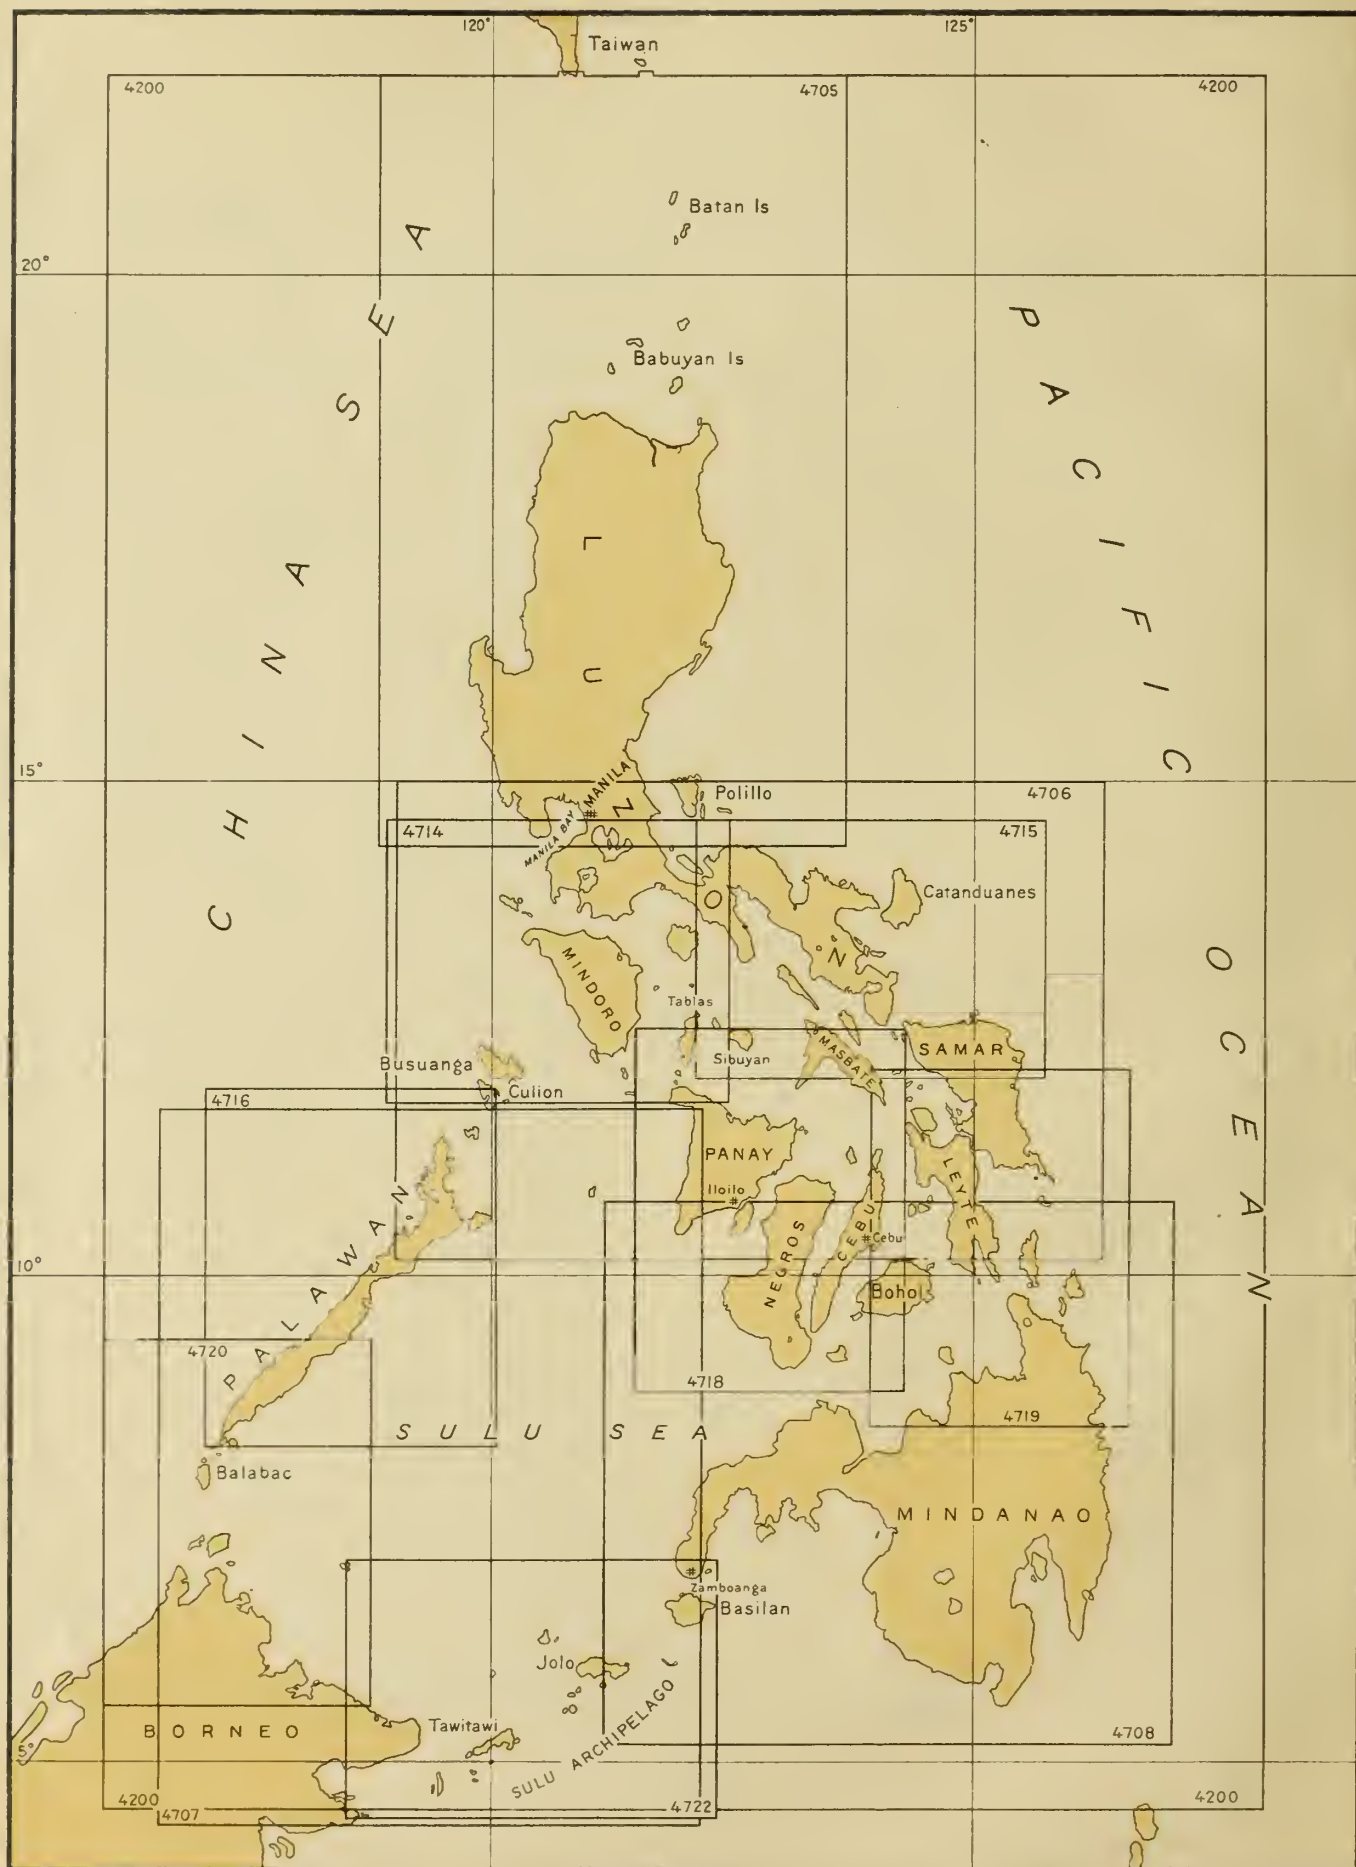 120°
125°
Taiwan
4200
4705
4200
Batan Is
20°
CHINA SEA
PACIFIC OCEAN
Babuyan Is
LUZON
15°
MANILA
Polillo
4706
4714
MANILA BAY
4715
Catanduanes
MINDORO
Tablas
Busuanga
Sibuyan
MASBATE
SAMAR
Culion
4716
PANAY
LEYTE
Iloilo
PALAWAN
NEGROS
CEBU
Cebu
10°
Bohol
4720
4718
4719
SULU SEA
Balabac
MINDANAO
Zamboanga
Basilan
Jolo
SULU ARCHIPELAGO
Tawitawi
BORNEO
5°
4708
4200
4707
4722
4200